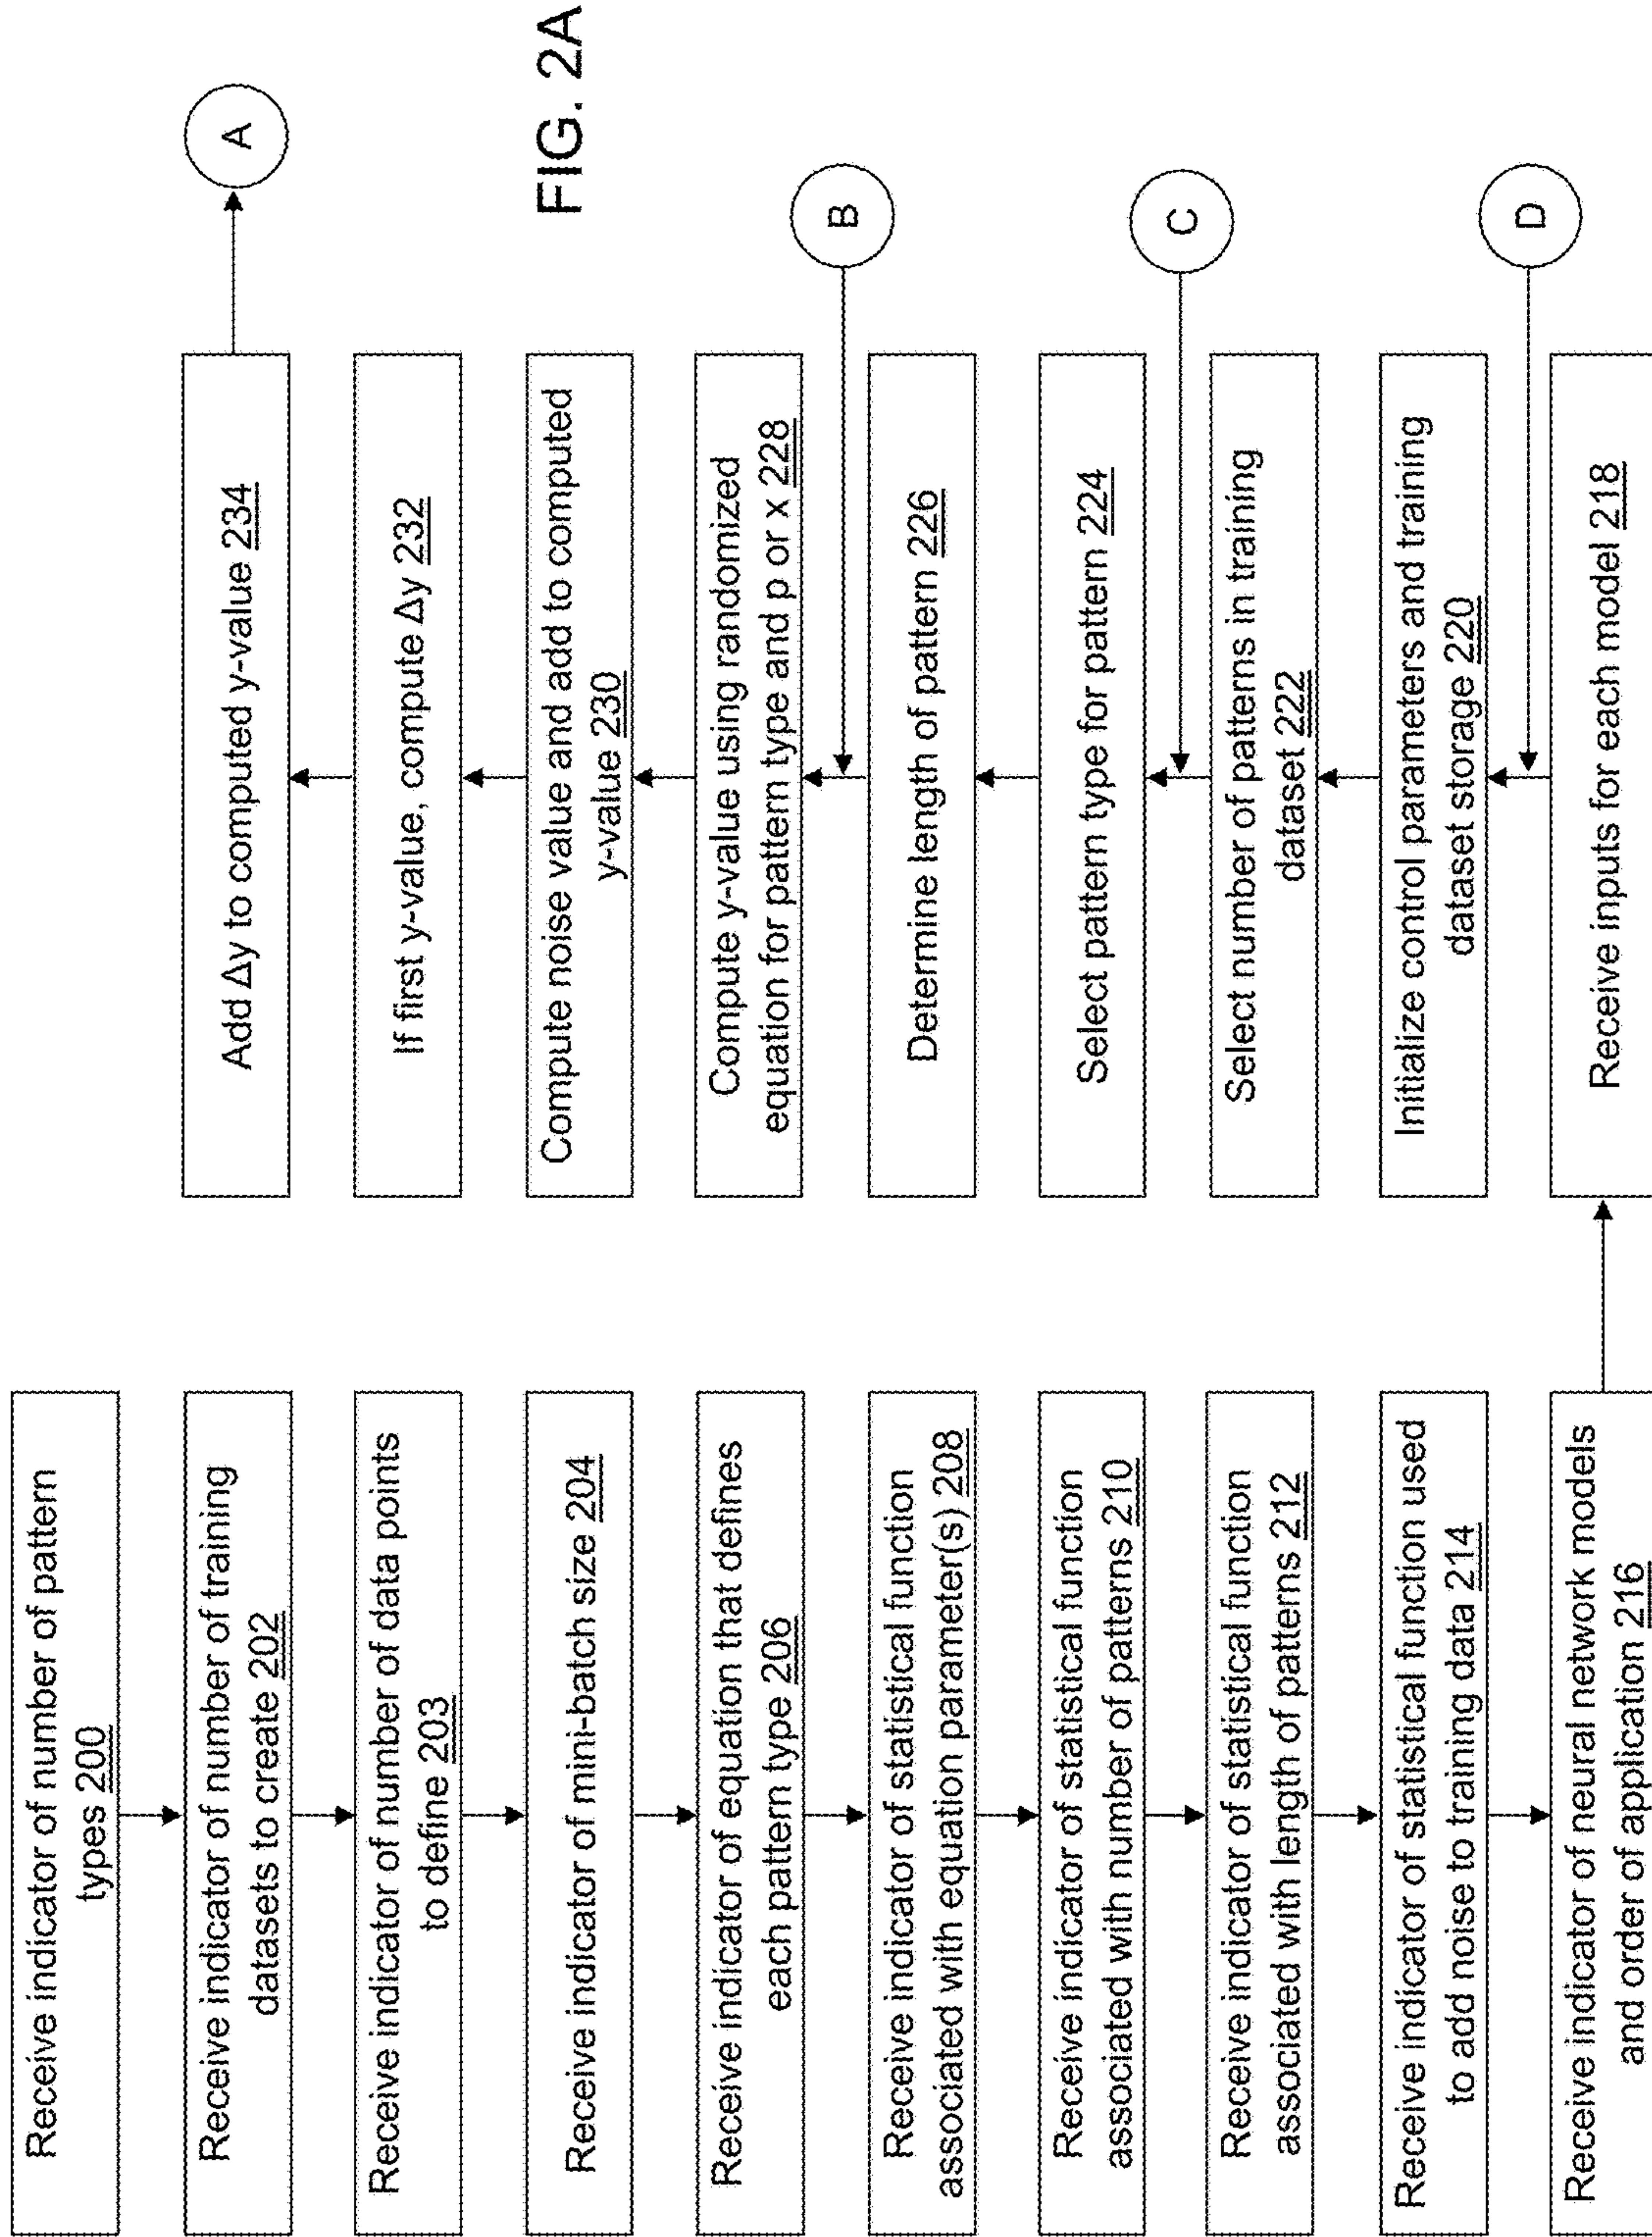 Receive indicator of number of pattern
types 200
Receive indicator of number of training
datasets to create 202
Receive indicator of number of data points
to define 203
Receive indicator of mini-batch size 204
Receive indicator of equation that defines
each pattern type 206
Receive indicator of statistical function
associated with equation parameter(s) 208
Receive indicator of statistical function
associated with number of patterns 210
Receive indicator of statistical function
associated with length of patterns 212
Receive indicator of statistical function used
to add noise to training data 214
Receive indicator of neural network models
and order of application 216
Receive inputs for each model 218
D
Initialize control parameters and training
dataset storage 220
Select number of patterns in training
dataset 222
C
Select pattern type for pattern 224
Determine length of pattern 226
B
Compute y-value using randomized
equation for pattern type and p or x 228
Compute noise value and add to computed
y-value 230
If first y-value, compute Δy 232
Add Δy to computed y-value 234
A
FIG. 2A